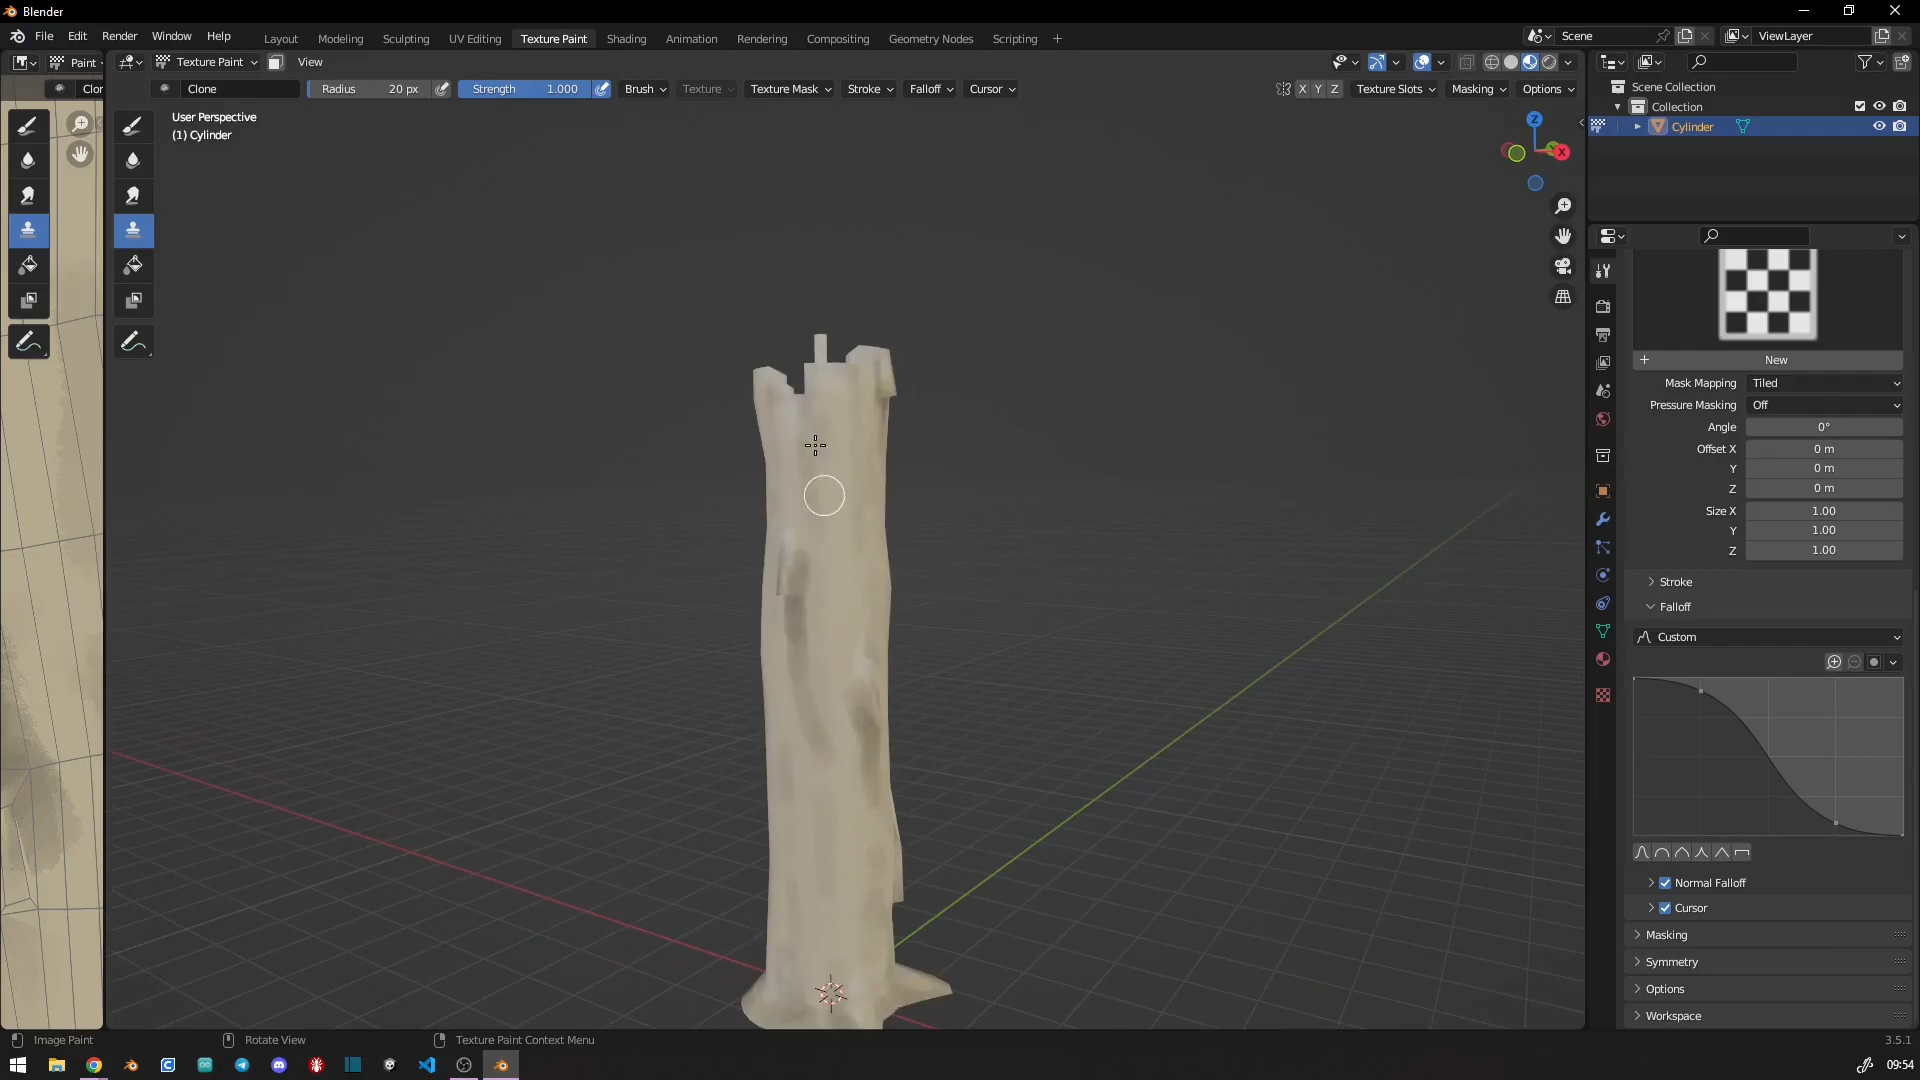 Blender
File Edit Render Window Help
Layout Modeling Sculpting UV Editing Texture Paint Shading Animation Rendering Compositing Geometry Nodes Scripting
Scene
ViewLayer
Paint
Texture Paint View
Clor
Clone Radius 20 px Strength 1.000 Brush Texture Texture Mask Stroke Falloff Cursor
X Y Z Texture Slots Masking Options
User Perspective
(1) Cylinder
Z
X
Scene Collection
Collection
Cylinder
New
Mask Mapping Tiled
Pressure Masking Off
Angle 0°
Offset X 0 m
Y 0 m
Z 0 m
Size X 1.00
Y 1.00
Z 1.00
Stroke
Falloff
Custom
Normal Falloff
Cursor
Masking
Symmetry
Options
Workspace
Image Paint Rotate View Texture Paint Context Menu 3.5.1
09:54